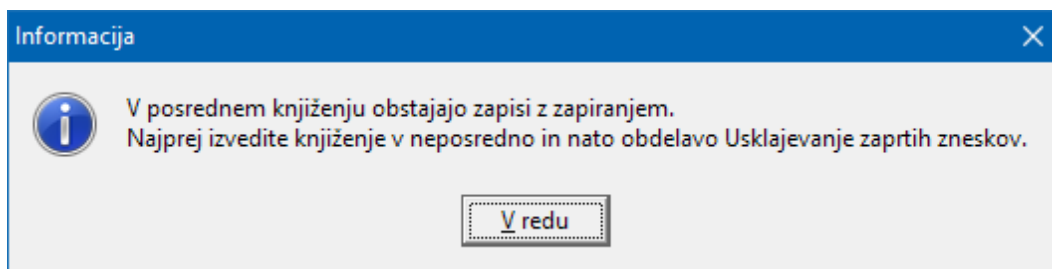 Informacija
V posrednem knjiženju obstajajo zapisi z zapiranjem.
Najprej izvedite knjiženje v neposredno in nato obdelavo Usklajevanje zaprtih zneskov.
V redu